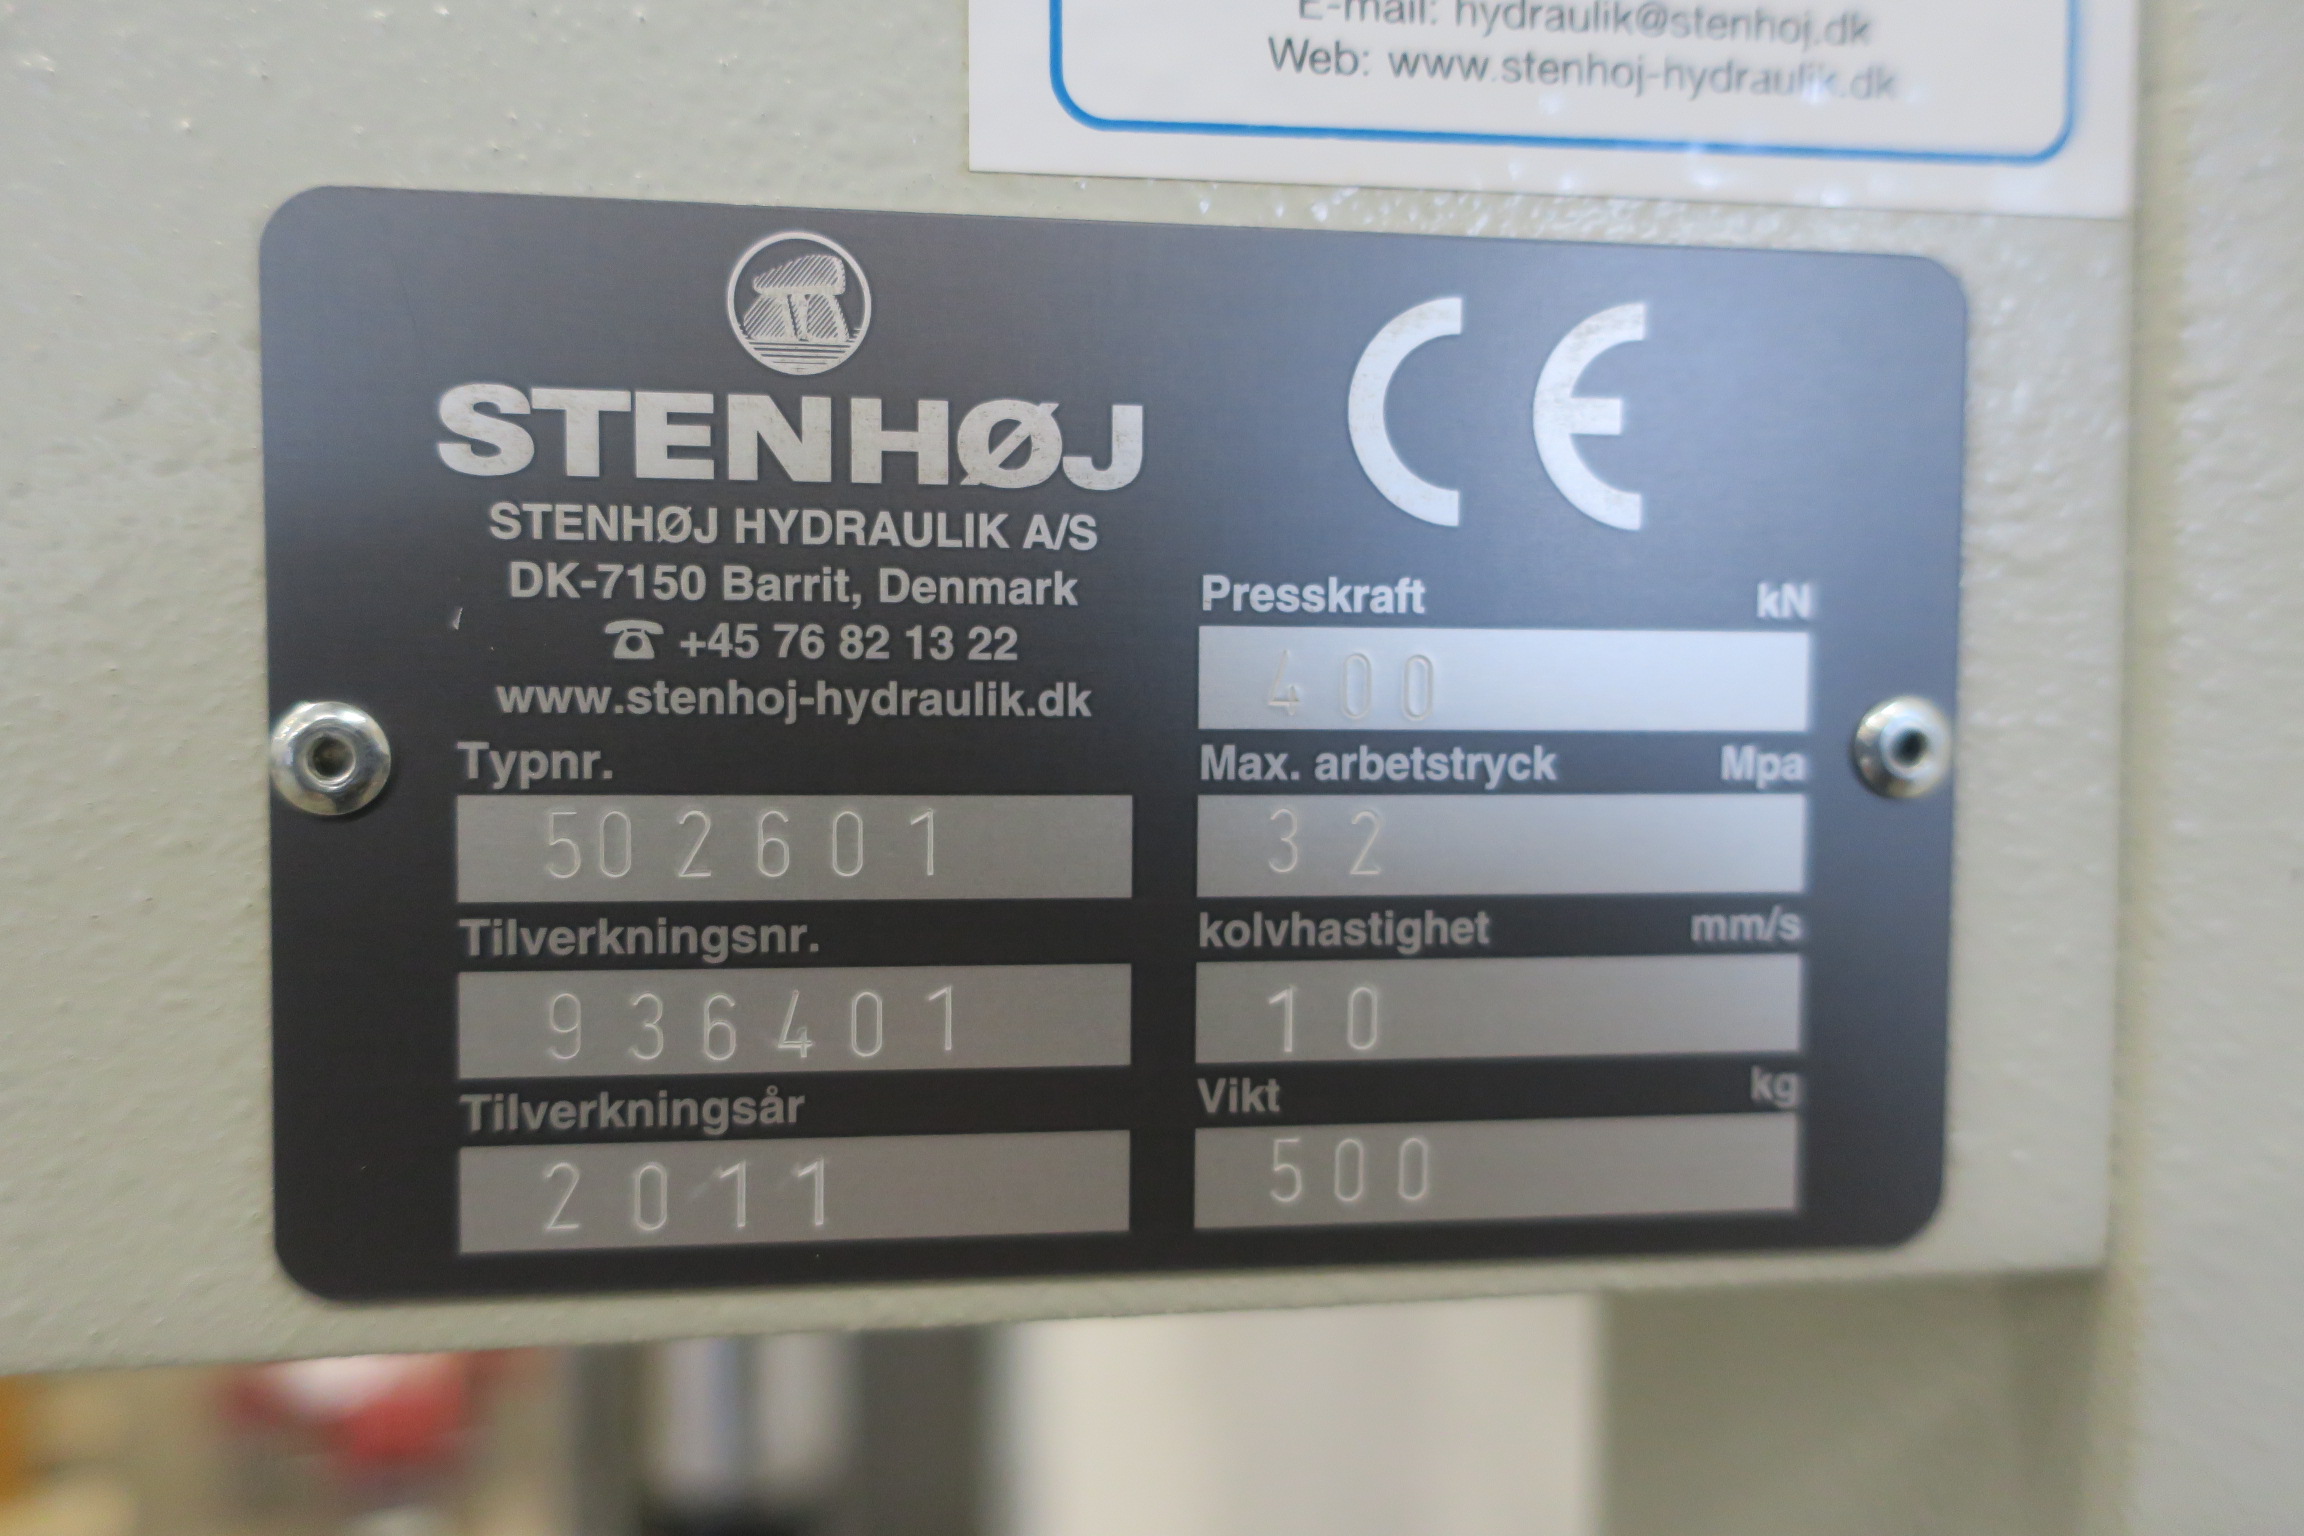 E-mail: hydraulik@stenhoj.dk
Web: www.stenhoj-hydraulik.dk
STENHØJ
STENHØJ HYDRAULIK A/S
DK-7150 Barrit, Denmark
☎ +45 76 82 13 22
www.stenhoj-hydraulik.dk
Typnr.
502601
Tilverkningsnr.
936401
Tilverkningsår
2011
CE
Presskraft kN
400
Max. arbetstryck Mpa
32
kolvhastighet mm/s
10
Vikt kg
500